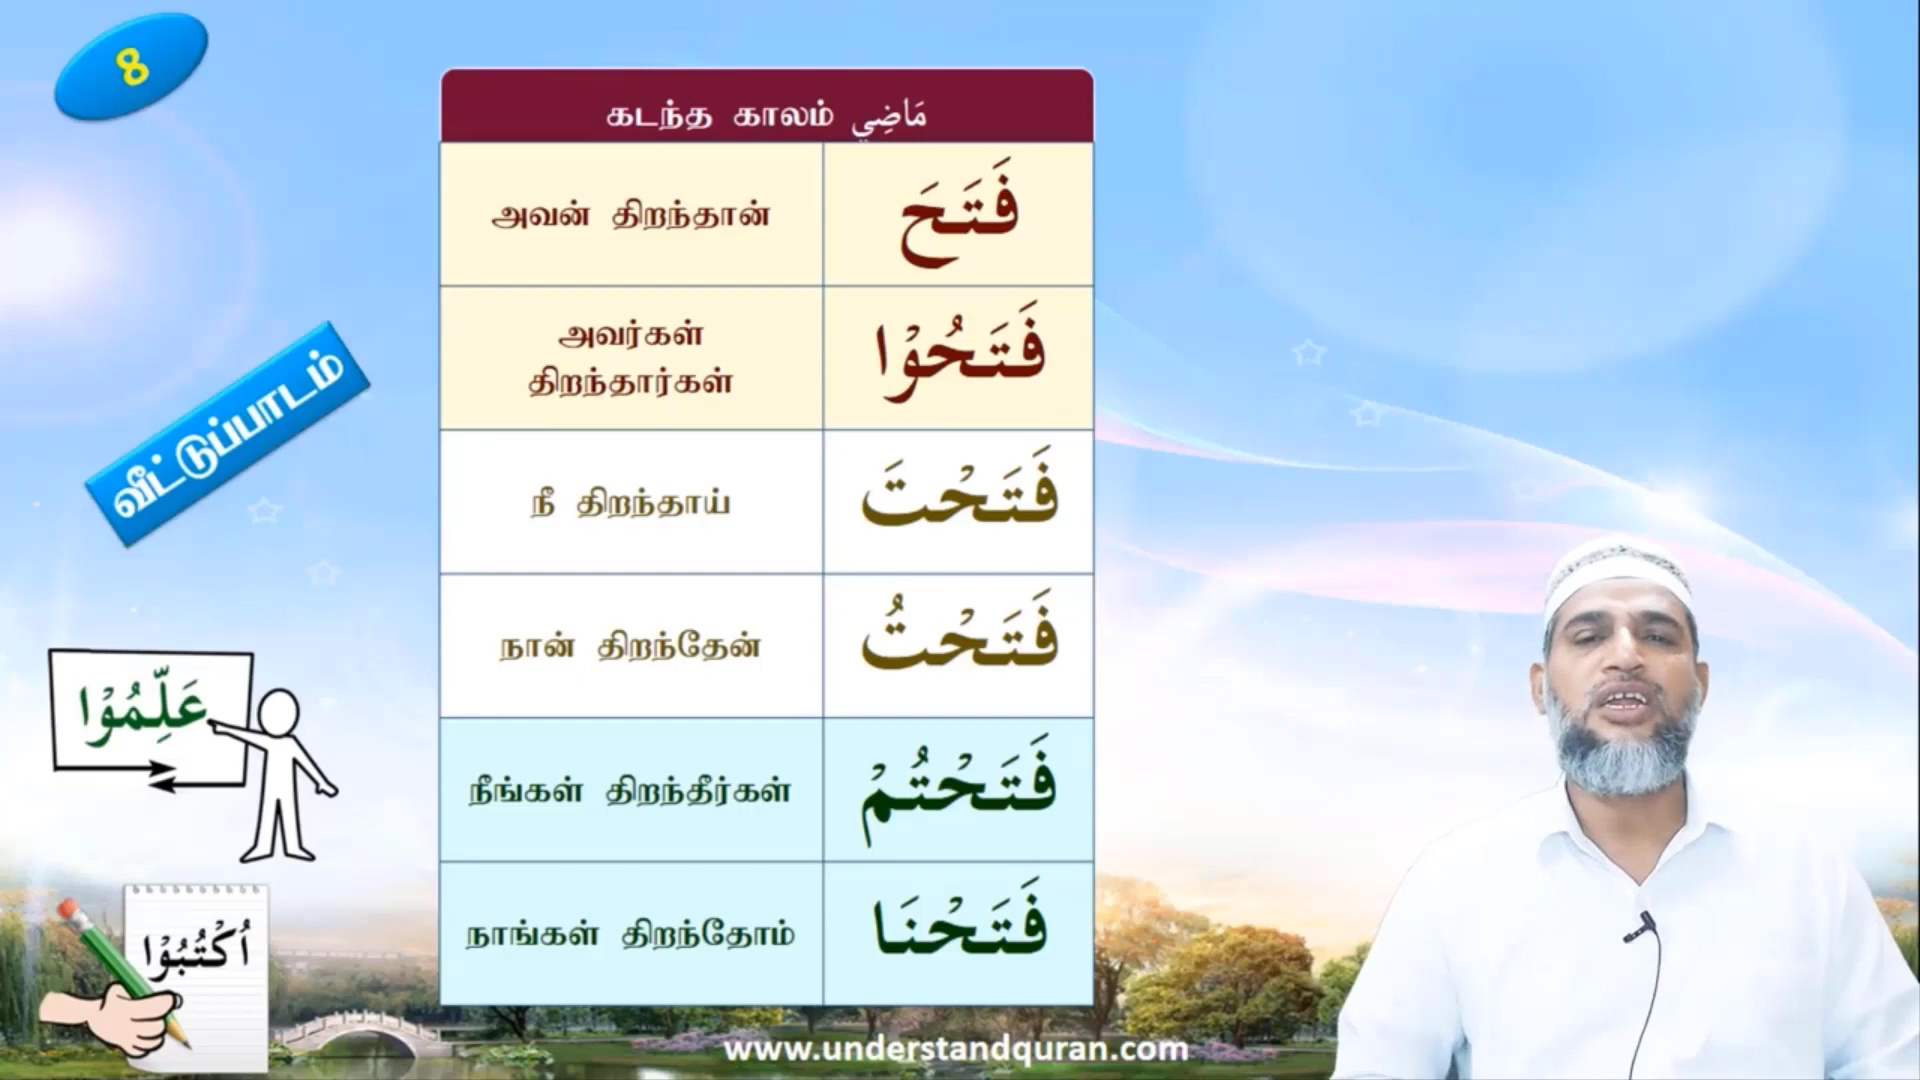 8
கடந்த காலம் مَاضِي
அவன் திறந்தான் فَتَحَ
அவர்கள்
திறந்தார்கள் فَتَحُوْا
நீ திறந்தாய் فَتَحْتَ
நான் திறந்தேன் فَتَحْتُ
நீங்கள் திறந்தீர்கள் فَتَحْتُمْ
நாங்கள் திறந்தோம் فَتَحْنَا
வீட்டுப்பாடம்
عَلِّمُوْا
اُكْتُبُوْا
www.understandquran.com